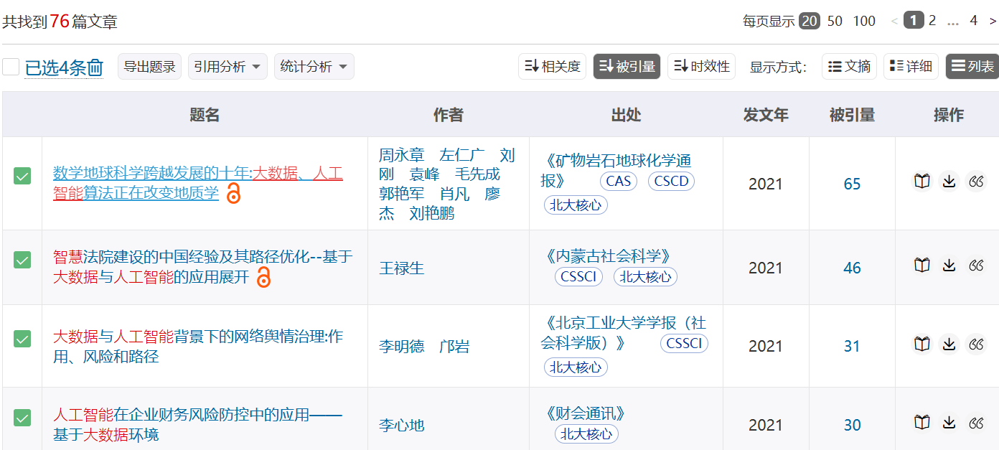 共找到76篇文章
每页显示 20 50 100 < 1 2 ... 4 >
已选4条 导出题录 引用分析 统计分析 相关度 被引量 时效性 显示方式： 文摘 详细 列表
题名 作者 出处 发文年 被引量 操作
数学地球科学跨越发展的十年:大数据、人工
智能算法正在改变地质学
周永章 左仁广 刘
刚 袁峰 毛先成
郭艳军 肖凡 廖
杰 刘艳鹏
《矿物岩石地球化学通
报》 CAS CSCD
北大核心
2021
65
智慧法院建设的中国经验及其路径优化--基于
大数据与人工智能的应用展开
王禄生
《内蒙古社会科学》
CSSCI 北大核心
2021
46
大数据与人工智能背景下的网络舆情治理:作
用、风险和路径
李明德 邝岩
《北京工业大学学报（社
会科学版）》 CSSCI
北大核心
2021
31
人工智能在企业财务风险防控中的应用——
基于大数据环境
李心地
《财会通讯》
北大核心
2021
30